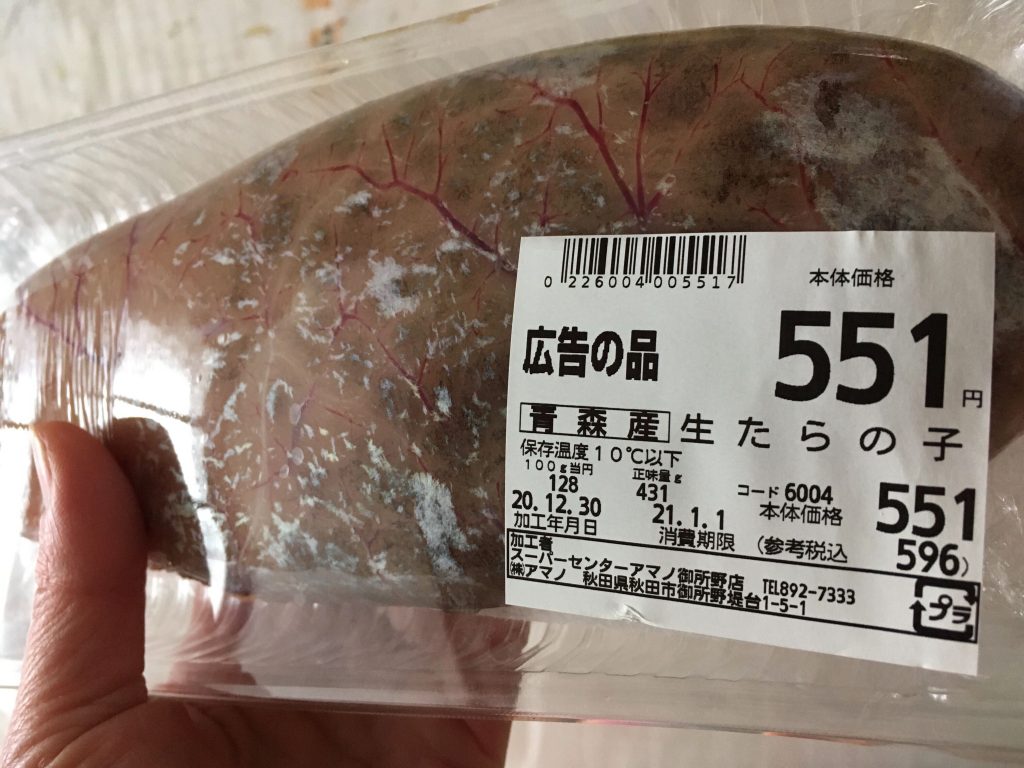 0 226004 005517
本体価格
広告の品
551円
青森産 生たらの子
保存温度10℃以下
100g当円 正味量g
128 431 コード 6004
20.12.30 21.1.1 本体価格 551
加工年月日 消費期限 (参考税込 596)
加工者
スーパーセンターアマノ御所野店 TEL892-7333
㈱アマノ 秋田県秋田市御所野堤台1-5-1
プラ